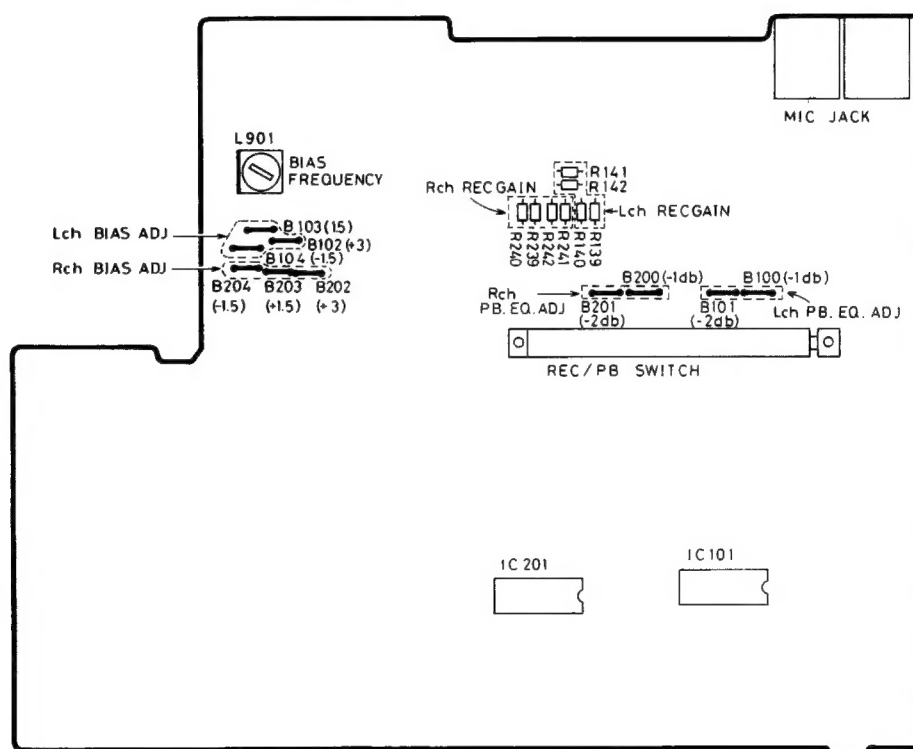 MIC JACK
L901
BIAS
FREQUENCY
R141
R142
Rch RECGAIN
Lch RECGAIN
R240
R239
R242
R241
R140
R139
Lch BIAS ADJ
B103(15)
B102(+3)
B104(-1.5)
Rch BIAS ADJ
B204
(-1.5)
B203
(+1.5)
B202
(+3)
B200(-1db)
B100(-1db)
Rch
PB. EQ. ADJ
B201
(-2db)
B101
(-2db)
Lch PB. EQ. ADJ
REC/PB SWITCH
IC201
IC101